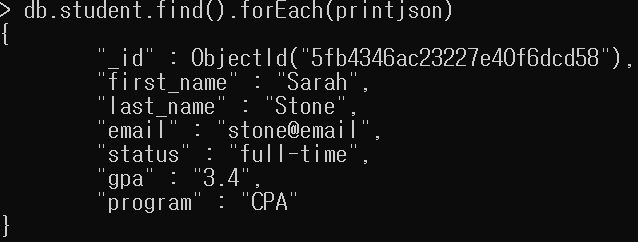 > db.student.find().forEach(printjson)
{
"_id" : ObjectId("5fb4346ac23227e40f6dcd58"),
"first_name" : "Sarah",
"last_name" : "Stone",
"email" : "stone@email",
"status" : "full-time",
"gpa" : "3.4",
"program" : "CPA"
}